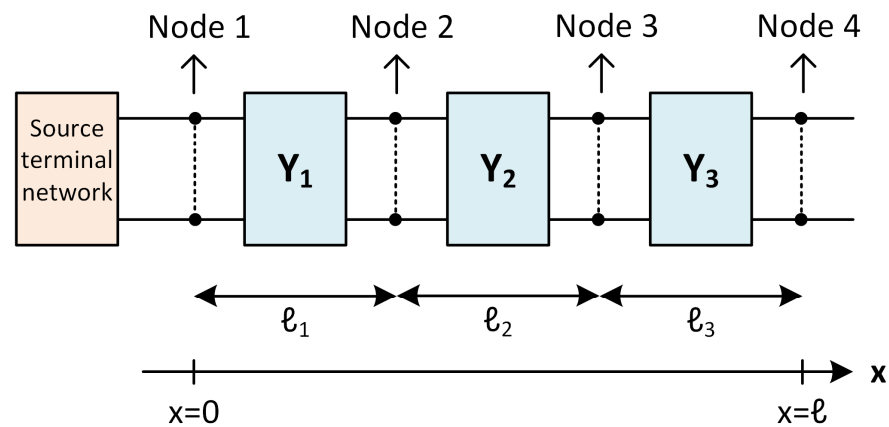 Node 1
Node 2
Node 3
Node 4
Source
terminal
network
Y₁
Y₂
Y₃
ℓ₁
ℓ₂
ℓ₃
x
x=0
x=ℓ